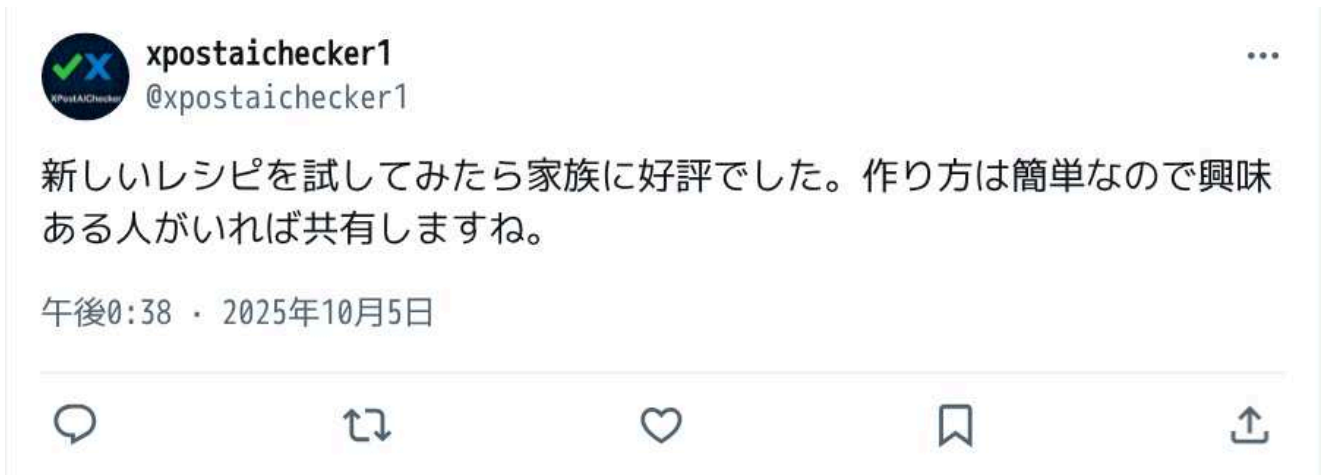 xpostaichecker1
@xpostaichecker1
XPostAIChecker
新しいレシピを試してみたら家族に好評でした。作り方は簡単なので興味
ある人がいれば共有しますね。
午後0:38 · 2025年10月5日